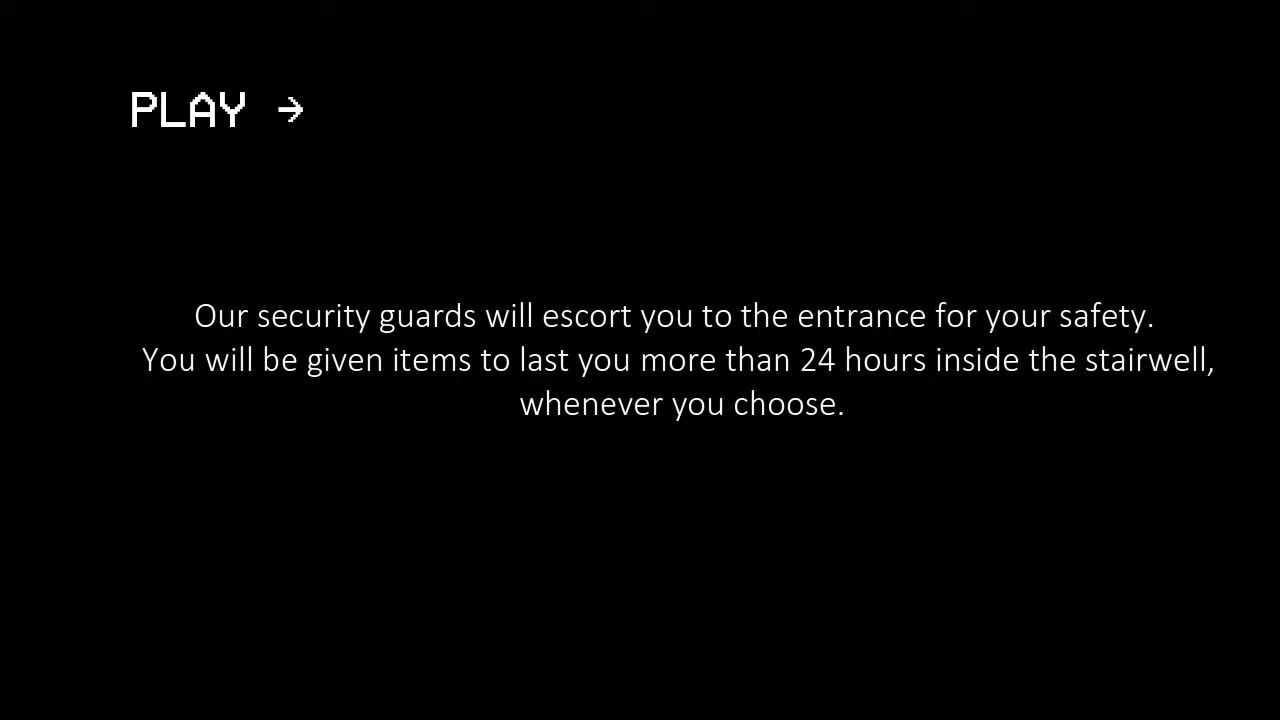 PLAY →
Our security guards will escort you to the entrance for your safety.
You will be given items to last you more than 24 hours inside the stairwell,
whenever you choose.